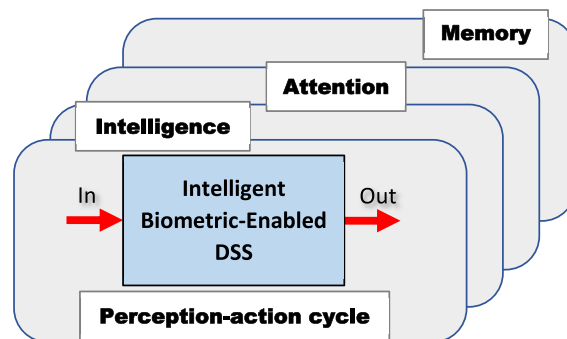 Memory
Attention
Intelligence
In
Intelligent
Biometric-Enabled
DSS
Out
Perception-action cycle